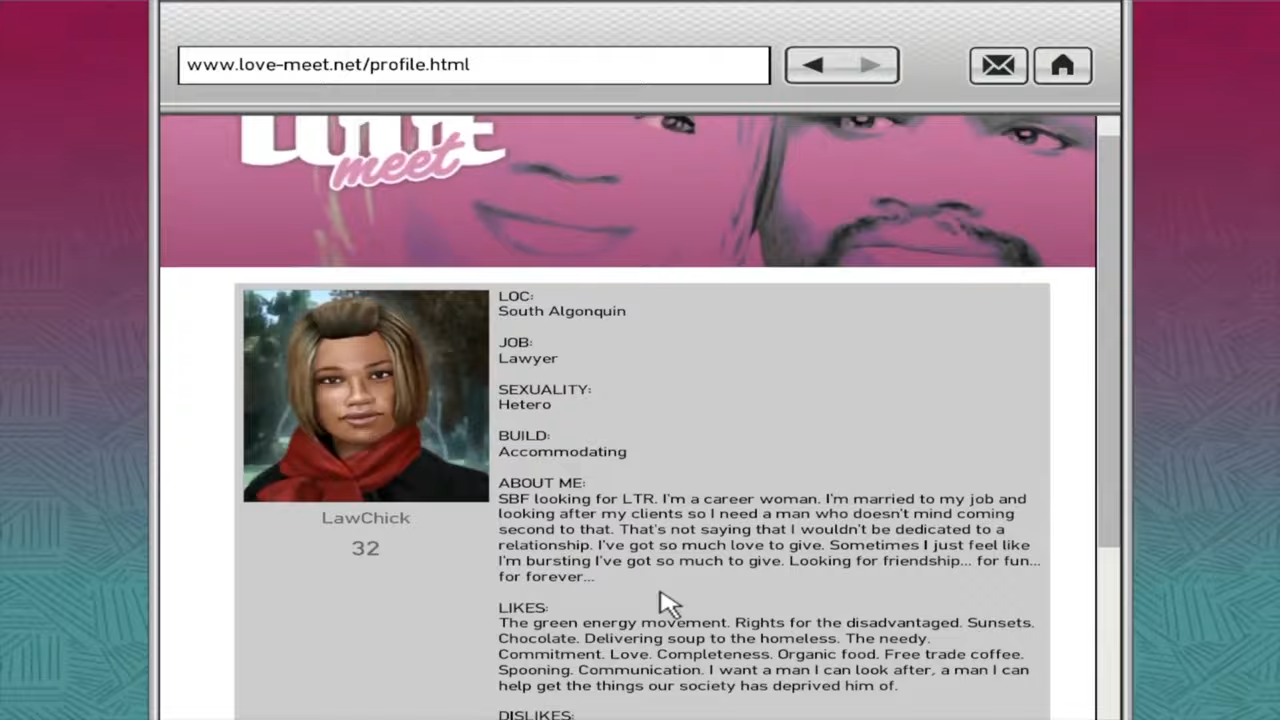 www.love-meet.net/profile.html
LOVE
meet
LOC:
South Algonquin
JOB:
Lawyer
SEXUALITY:
Hetero
BUILD:
Accommodating
ABOUT ME:
SBF looking for LTR. I'm a career woman. I'm married to my job and
looking after my clients so I need a man who doesn't mind coming
second to that. That's not saying that I wouldn't be dedicated to a
relationship. I've got so much love to give. Sometimes I just feel like
I'm bursting I've got so much to give. Looking for friendship... for fun...
for forever...
LawChick
32
LIKES:
The green energy movement. Rights for the disadvantaged. Sunsets.
Chocolate. Delivering soup to the homeless. The needy.
Commitment. Love. Completeness. Organic food. Free trade coffee.
Spooning. Communication. I want a man I can look after, a man I can
help get the things our society has deprived him of.
DISLIKES: